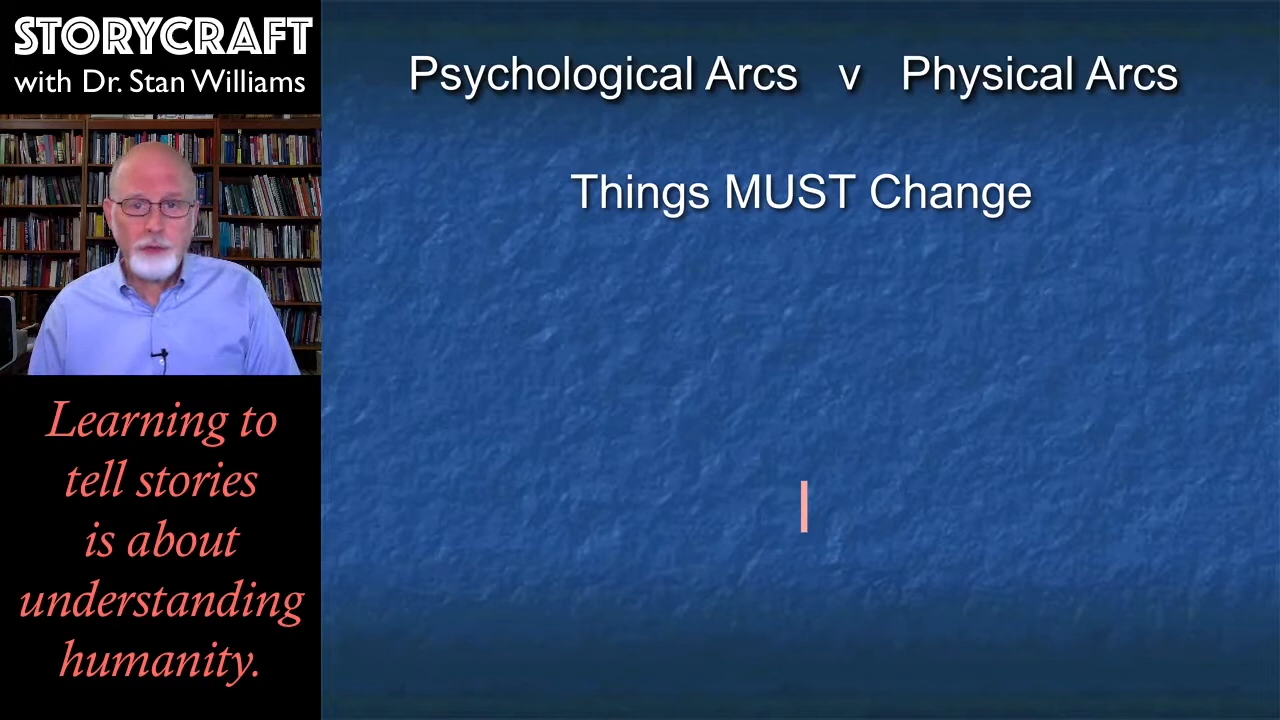 STORYCRAFT
with Dr. Stan Williams
Learning to
tell stories
is about
understanding
humanity.
Psychological Arcs v Physical Arcs
Things MUST Change